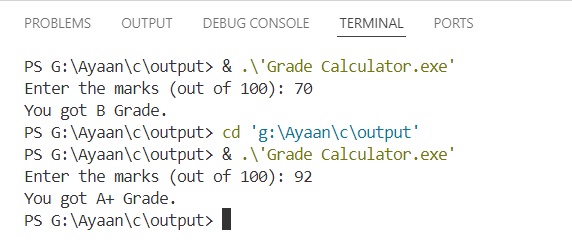 PROBLEMS OUTPUT DEBUG CONSOLE TERMINAL PORTS
PS G:\Ayaan\c\output> & .\'Grade Calculator.exe'
Enter the marks (out of 100): 70
You got B Grade.
PS G:\Ayaan\c\output> cd 'g:\Ayaan\c\output'
PS G:\Ayaan\c\output> & .\'Grade Calculator.exe'
Enter the marks (out of 100): 92
You got A+ Grade.
PS G:\Ayaan\c\output>